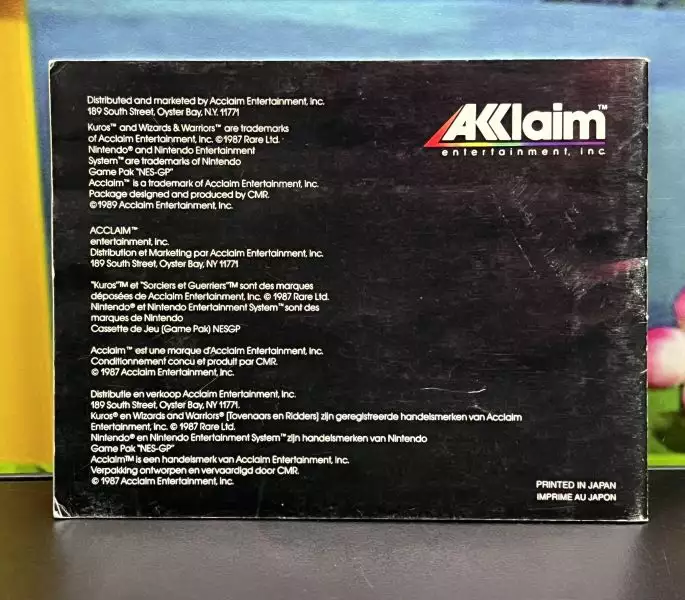 Distributed and marketed by Acclaim Entertainment, Inc.
189 South Street, Oyster Bay, N.Y. 11771
Kuros™ and Wizards & Warriors™ are trademarks
of Acclaim Entertainment, Inc. ©1987 Rare Ltd.
Nintendo® and Nintendo Entertainment
System™ are trademarks of Nintendo
Game Pak "NES-GP"
Acclaim™ is a trademark of Acclaim Entertainment, Inc.
Package designed and produced by CMR.
©1989 Acclaim Entertainment, Inc.
ACCLAIM™
entertainment, Inc.
Distribution et Marketing par Acclaim Entertainment, Inc.
189 South Street, Oyster Bay, NY 11771
"Kuros"™ et "Sorciers et Guerriers"™ sont des marques
déposées de Acclaim Entertainment, Inc. © 1987 Rare Ltd.
Nintendo® et Nintendo Entertainment System™ sont des
marques de Nintendo
Cassette de Jeu (Game Pak) NESGP
Acclaim™ est une marque d'Acclaim Entertainment, Inc.
Conditionnement concu et produit par CMR.
© 1987 Acclaim Entertainment, Inc.
Distributie en verkoop Acclaim Entertainment, Inc.
189 South Street, Oyster Bay, NY 11771.
Kuros® en Wizards and Warriors® [Tovenaars en Ridders] zijn geregistreerde handelsmerken van Acclaim
Entertainment, Inc. © 1987 Rare Ltd.
Nintendo® en Nintendo Entertainment System™ zijn handelsmerken van Nintendo
Game Pak "NES-GP"
Acclaim™ is een handelsmerk van Acclaim Entertainment, Inc.
Verpakking ontworpen en vervaardigd door CMR.
© 1987 Acclaim Entertainment, Inc.
AKKlaim™
entertainment, inc.
PRINTED IN JAPAN
IMPRIME AU JAPON